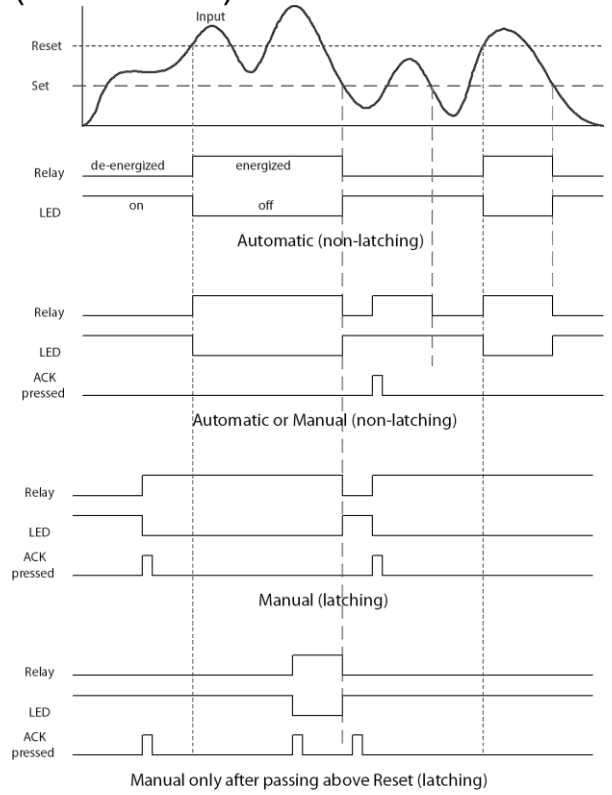 Input
Reset
Set
de-energized energized
Relay
LED
on off
Automatic (non-latching)
Relay
LED
ACK
pressed
Automatic or Manual (non-latching)
Relay
LED
ACK
pressed
Manual (latching)
Relay
LED
ACK
pressed
Manual only after passing above Reset (latching)